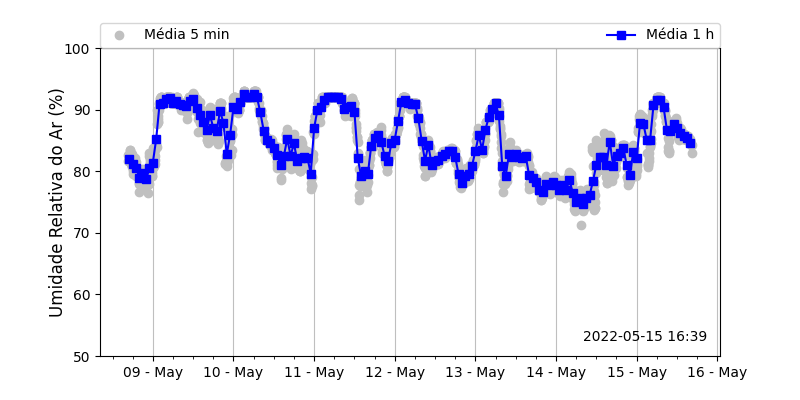 Média 5 min
Média 1 h
Umidade Relativa do Ar (%)
100
90
80
70
60
50
2022-05-15 16:39
09 - May
10 - May
11 - May
12 - May
13 - May
14 - May
15 - May
16 - May